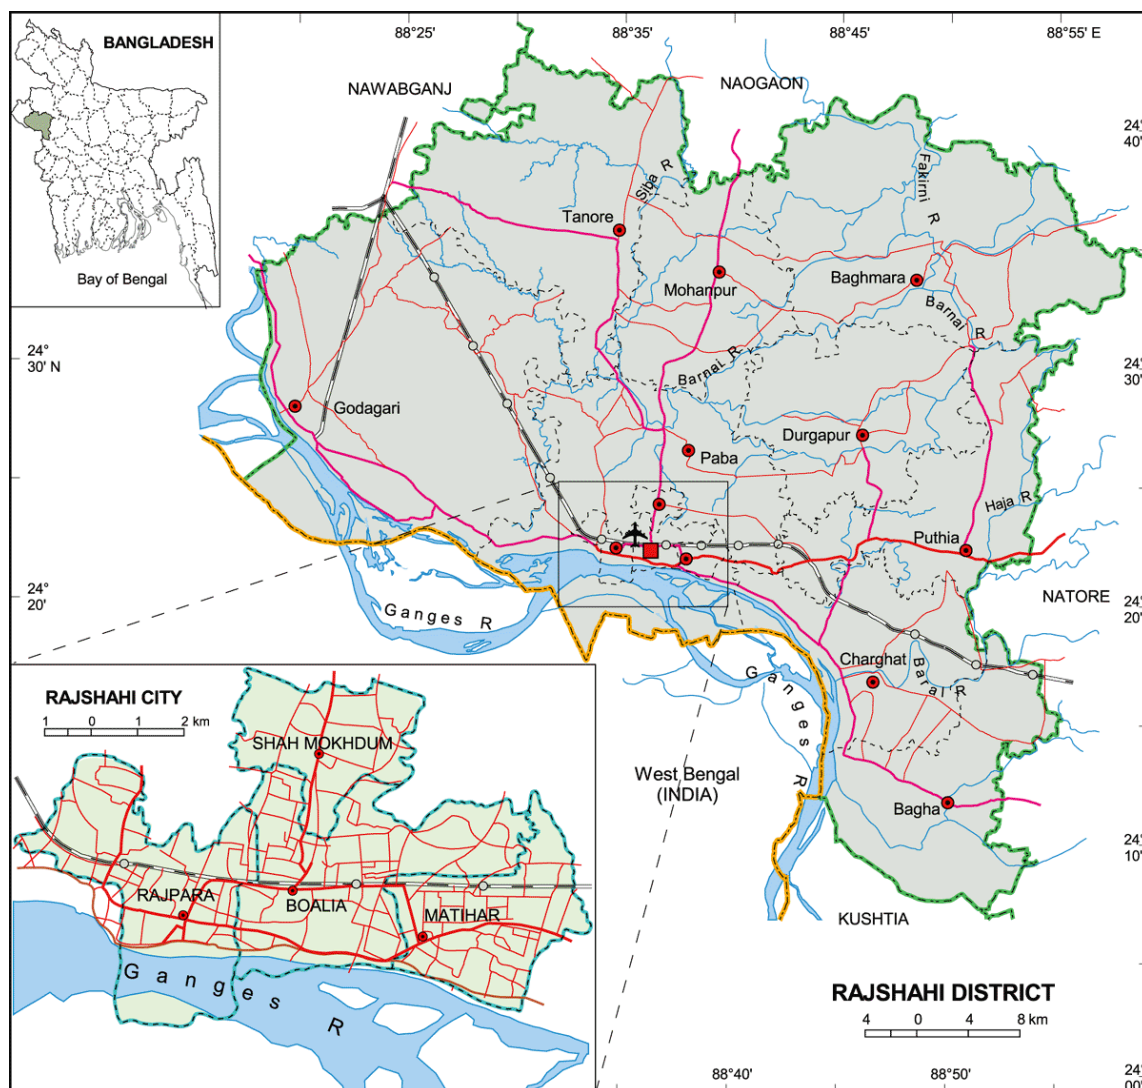 88°25'
88°35'
88°45'
88°55' E
BANGLADESH
Bay of Bengal
NAWABGANJ
NAOGAON
24°
40'
Siba R
Fakirni R
Tanore
Mohanpur
Baghmara
Barnai R
Barnai R
24°
30' N
24°
30'
Godagari
Durgapur
Paba
Haja R
Puthia
24°
20'
24°
20'
Ganges R
NATORE
Charghat
Baral R
Ganges R
West Bengal
(INDIA)
Bagha
24°
10'
KUSHTIA
RAJSHAHI CITY
1 0 1 2 km
SHAH MOKHDUM
RAJPARA
BOALIA
MATIHAR
Ganges R
RAJSHAHI DISTRICT
4 0 4 8 km
88°40'
88°50'
24°
00'